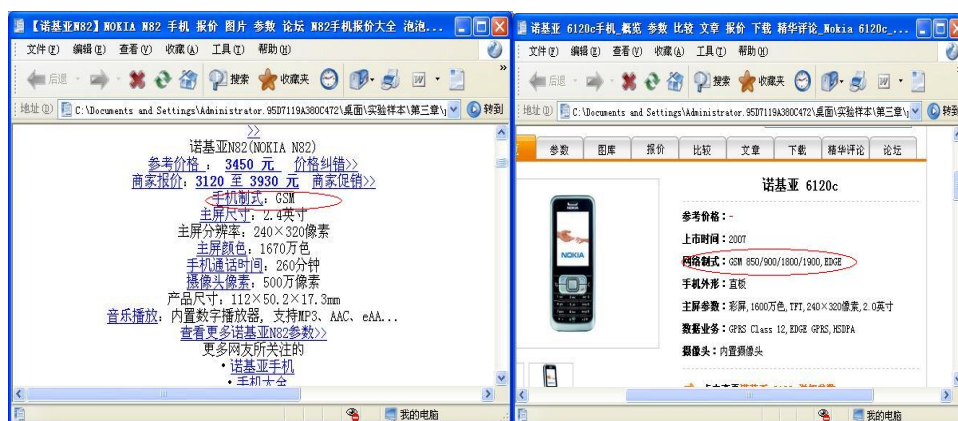 【诺基亚N82】NOKIA N82 手机 报价 图片 参数 论坛 N82手机报价大全 泡泡...
文件(F) 编辑(E) 查看(V) 收藏(A) 工具(T) 帮助(H)
后退 搜索 收藏夹
地址(D) C:\Documents and Settings\Administrator.95D7119A380C472\桌面\实验样本\第三章\ 转到
>>
诺基亚N82(NOKIA N82)
参考价格 : 3450 元 价格纠错>>
商家报价: 3120 至 3930 元 商家促销>>
手机制式: GSM
主屏尺寸: 2.4英寸
主屏分辨率: 240×320像素
主屏颜色: 1670万色
手机通话时间: 260分钟
摄像头像素: 500万像素
产品尺寸: 112×50.2×17.3mm
音乐播放: 内置数字播放器, 支持MP3、AAC、eAA...
查看更多诺基亚N82参数>>
更多网友所关注的
•诺基亚手机
•手机大全
我的电脑
诺基亚 6120c手机_概览 参数 比较 文章 报价 下载 精华评论_Nokia 6120c_...
文件(F) 编辑(E) 查看(V) 收藏(A) 工具(T) 帮助(H)
后退 搜索 收藏夹
地址(D) C:\Documents and Settings\Administrator.95D7119A380C472\桌面\实验样本\第三章\ 转到
参数 图库 报价 比较 文章 下载 精华评论 论坛
诺基亚 6120c
NOKIA
参考价格:-
上市时间:2007
网络制式:GSM 850/900/1800/1900,EDGE
手机外形:直板
主屏参数:彩屏,1600万色,TFT,240×320像素,2.0英寸
数据业务:GPRS Class 12,EDGE GPRS,HSDPA
摄像头:内置摄像头
我的电脑